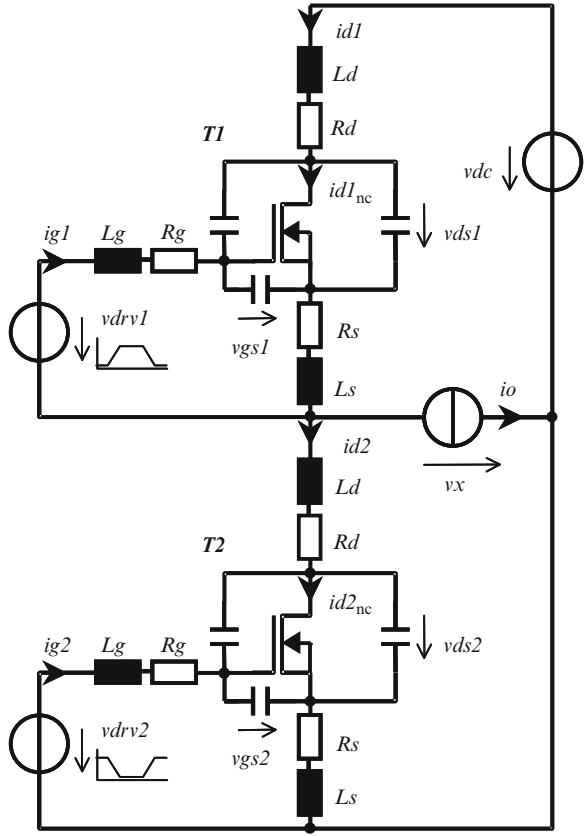 id1
Ld
Rd
T1
vdc
id1nc
ig1
Lg
Rg
vds1
vdrv1
vgs1
Rs
Ls
io
id2
vx
Ld
Rd
T2
id2nc
ig2
Lg
Rg
vds2
vdrv2
vgs2
Rs
Ls